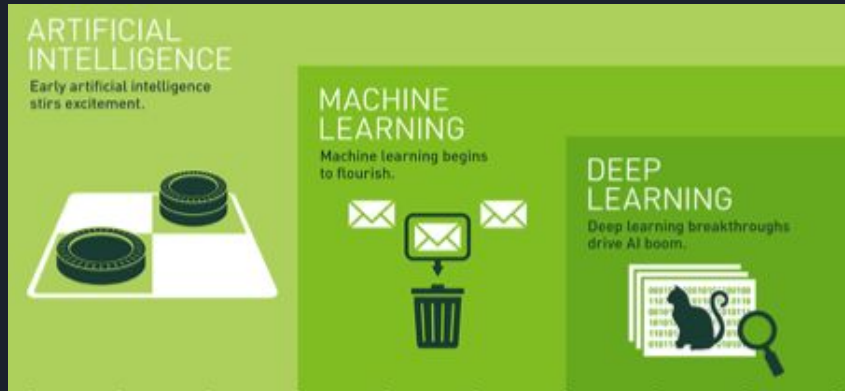 ARTIFICIAL
INTELLIGENCE
Early artificial intelligence
stirs excitement.
MACHINE
LEARNING
Machine learning begins
to flourish.
DEEP
LEARNING
Deep learning breakthroughs
drive AI boom.